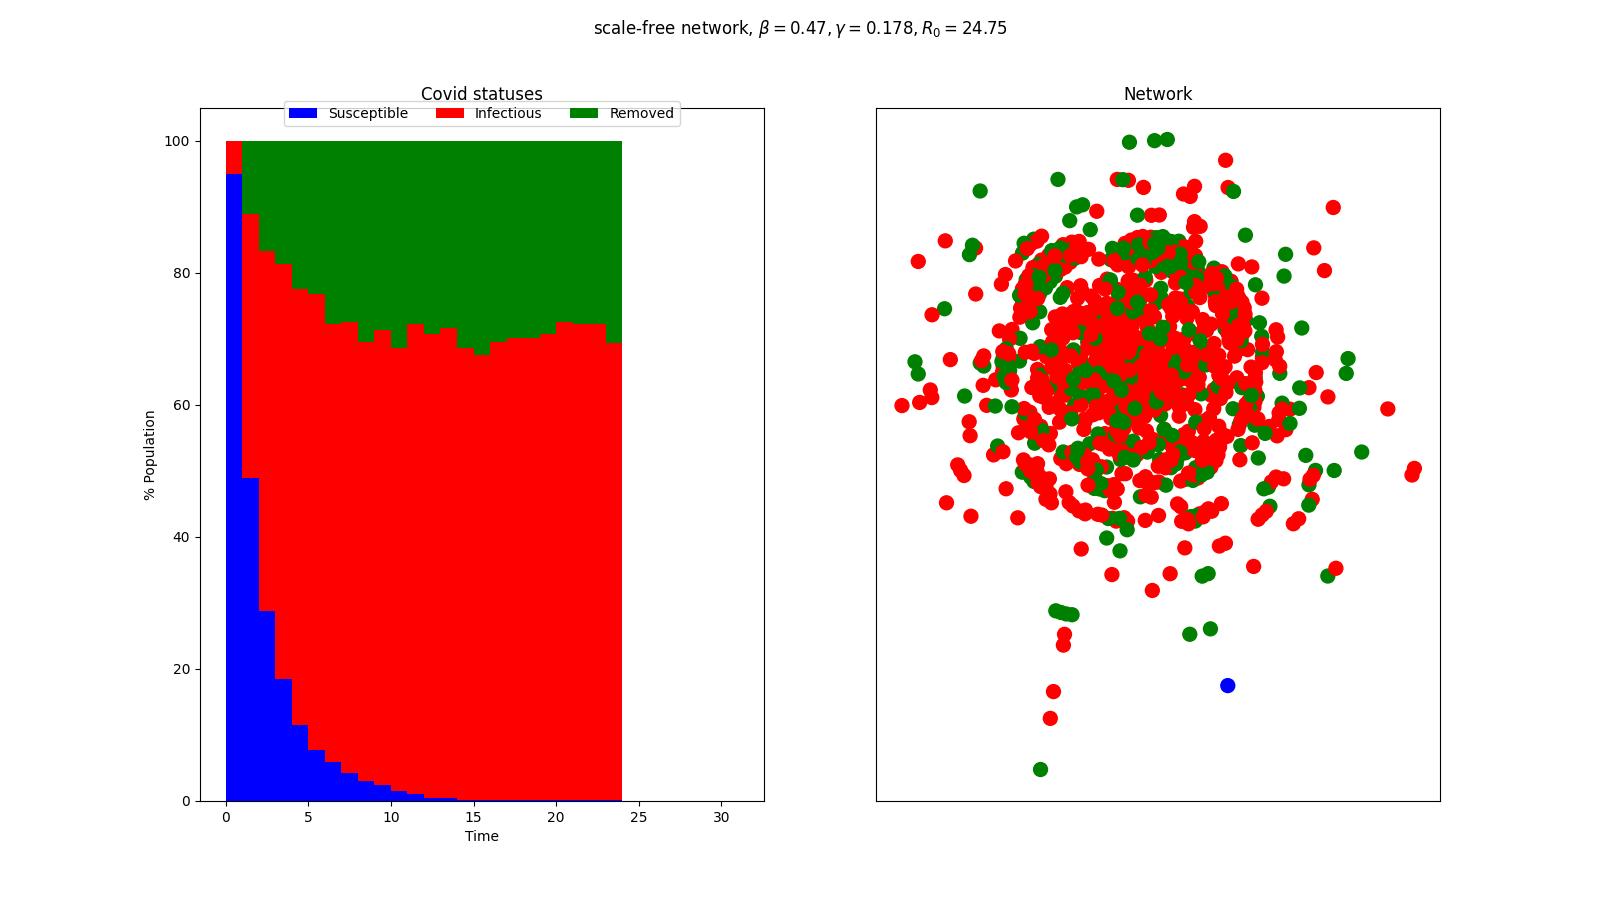 scale-free network, β = 0.47, γ = 0.178, R₀ = 24.75
Covid statuses
Susceptible Infectious Removed
100
80
60
40
20
0
% Population
0 5 10 15 20 25 30
Time
Network